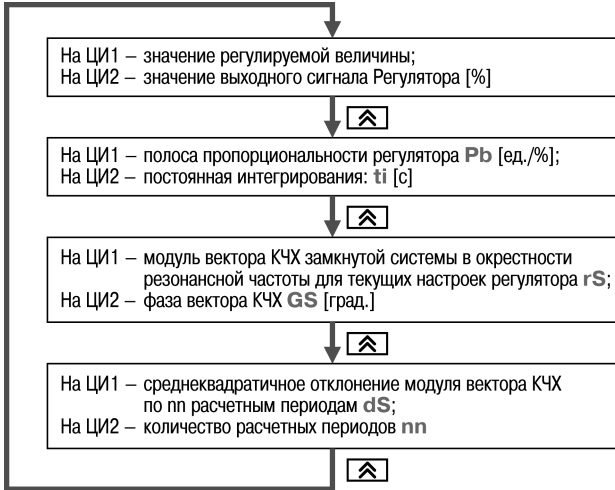 На ЦИ1 – значение регулируемой величины;
На ЦИ2 – значение выходного сигнала Регулятора [%]
На ЦИ1 – полоса пропорциональности регулятора Pb [ед./%];
На ЦИ2 – постоянная интегрирования: ti [с]
На ЦИ1 – модуль вектора КЧХ замкнутой системы в окрестности
резонансной частоты для текущих настроек регулятора rS;
На ЦИ2 – фаза вектора КЧХ GS [град.]
На ЦИ1 – среднеквадратичное отклонение модуля вектора КЧХ
по nn расчетным периодам dS;
На ЦИ2 – количество расчетных периодов nn